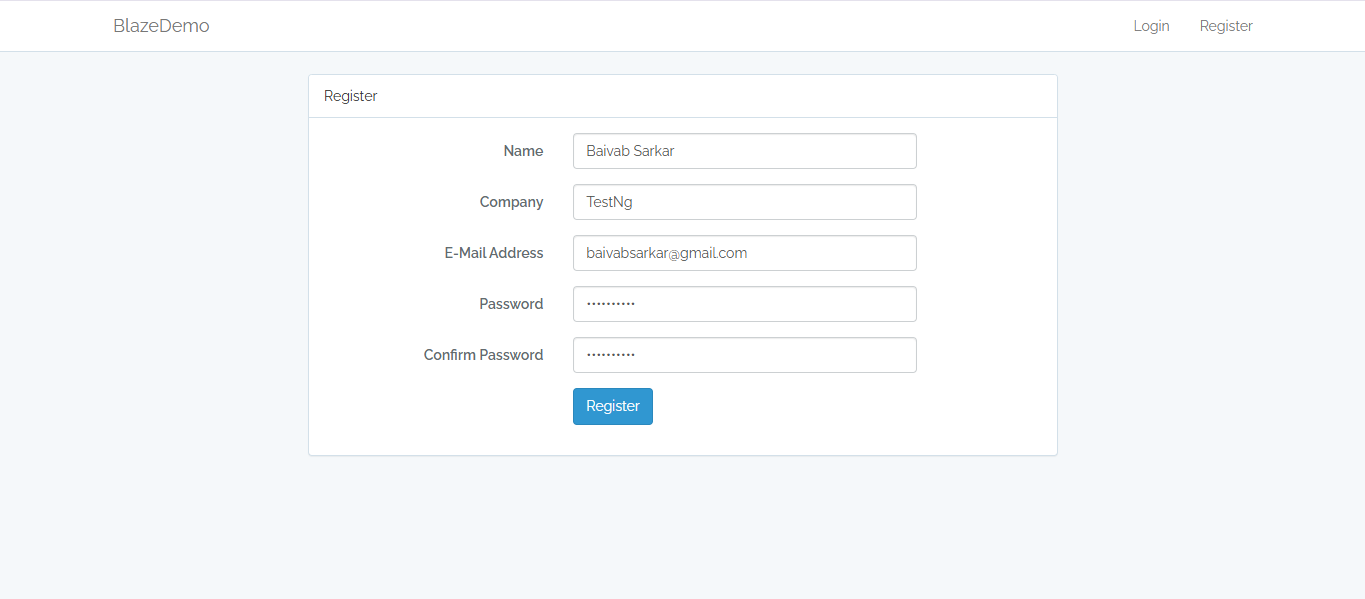 BlazeDemo Login Register
Register
Name Baivab Sarkar
Company TestNg
E-Mail Address baivabsarkar@gmail.com
Password ••••••••••
Confirm Password ••••••••••
Register